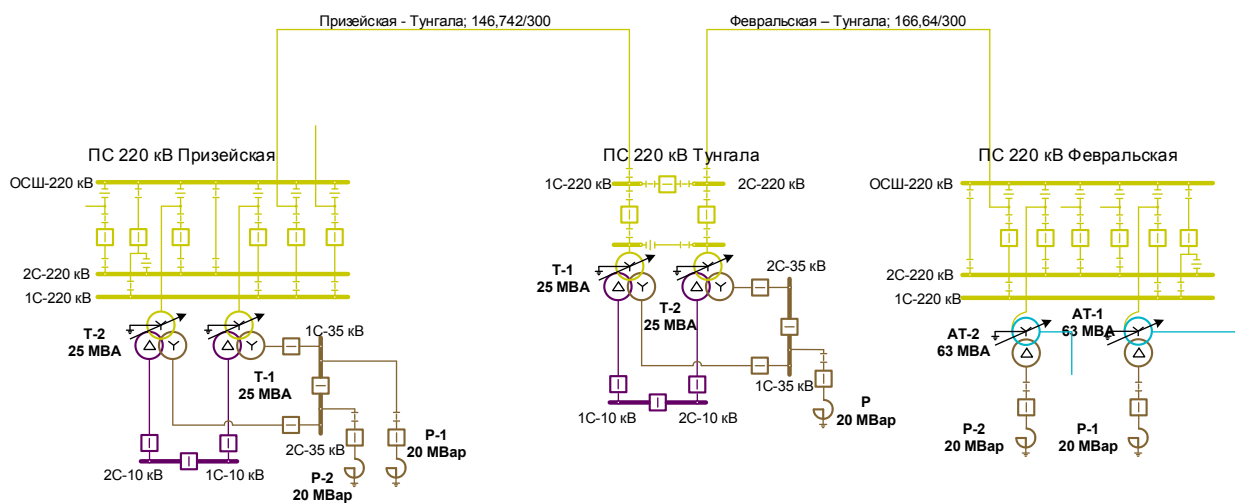 Призейская - Тунгала; 146,742/300
Февральская – Тунгала; 166,64/300
ПС 220 кВ Призейская
ОСШ-220 кВ
2С-220 кВ
1С-220 кВ
Т-2
25 МВА
Т-1
25 МВА
1С-35 кВ
2С-35 кВ
Р-1
20 МВар
Р-2
20 МВар
2С-10 кВ
1С-10 кВ
ПС 220 кВ Тунгала
1С-220 кВ
2С-220 кВ
Т-1
25 МВА
Т-2
25 МВА
2С-35 кВ
1С-35 кВ
Р
20 МВар
1С-10 кВ
2С-10 кВ
ПС 220 кВ Февральская
ОСШ-220 кВ
2С-220 кВ
1С-220 кВ
АТ-2
63 МВА
АТ-1
63 МВА
Р-2
20 МВар
Р-1
20 МВар